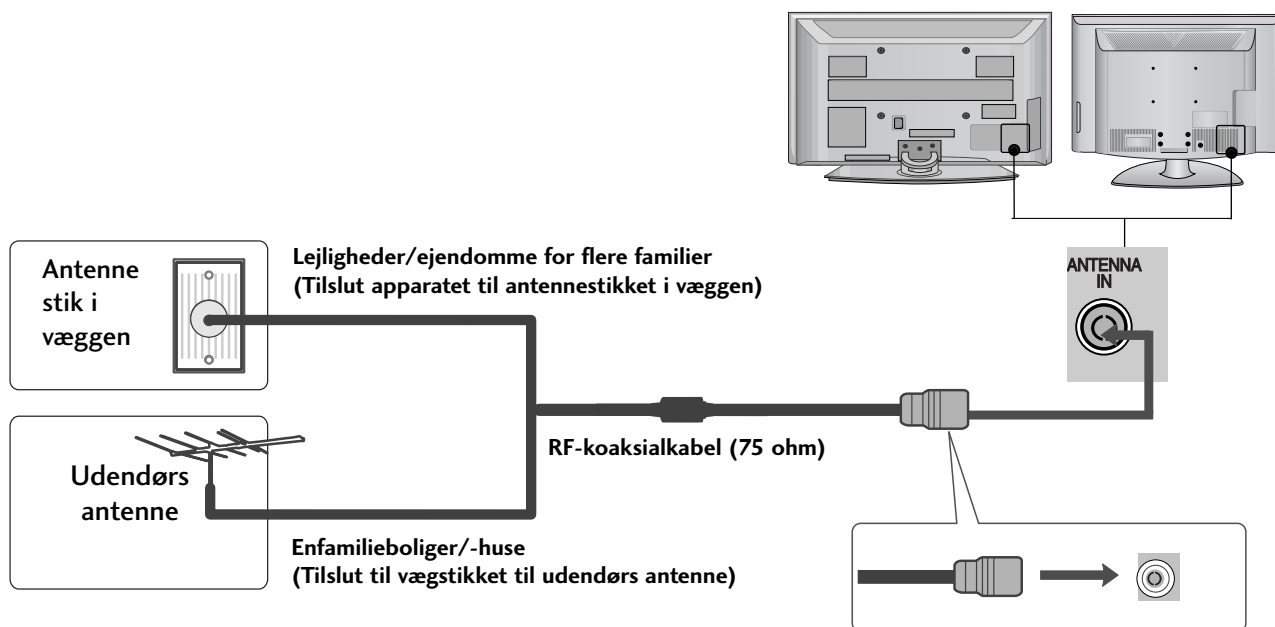 Antenne
stik i
væggen
Lejligheder/ejendomme for flere familier
(Tilslut apparatet til antennestikket i væggen)
ANTENNA
IN
RF-koaksialkabel (75 ohm)
Udendørs
antenne
Enfamilieboliger/-huse
(Tilslut til vægstikket til udendørs antenne)